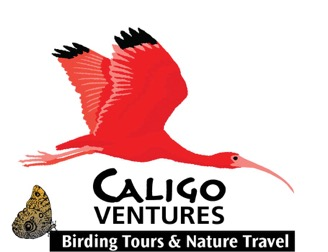 CALIGO
VENTURES
Birding Tours & Nature Travel